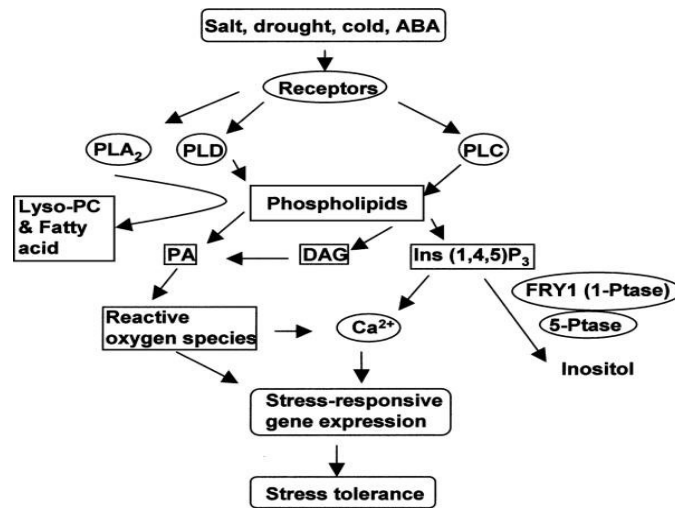 Salt, drought, cold, ABA
Receptors
PLA₂
PLD
PLC
Phospholipids
Lyso-PC
& Fatty
acid
PA
DAG
Ins (1,4,5)P₃
FRY1 (1-Ptase)
5-Ptase
Reactive
oxygen species
Ca²⁺
Inositol
Stress-responsive
gene expression
Stress tolerance